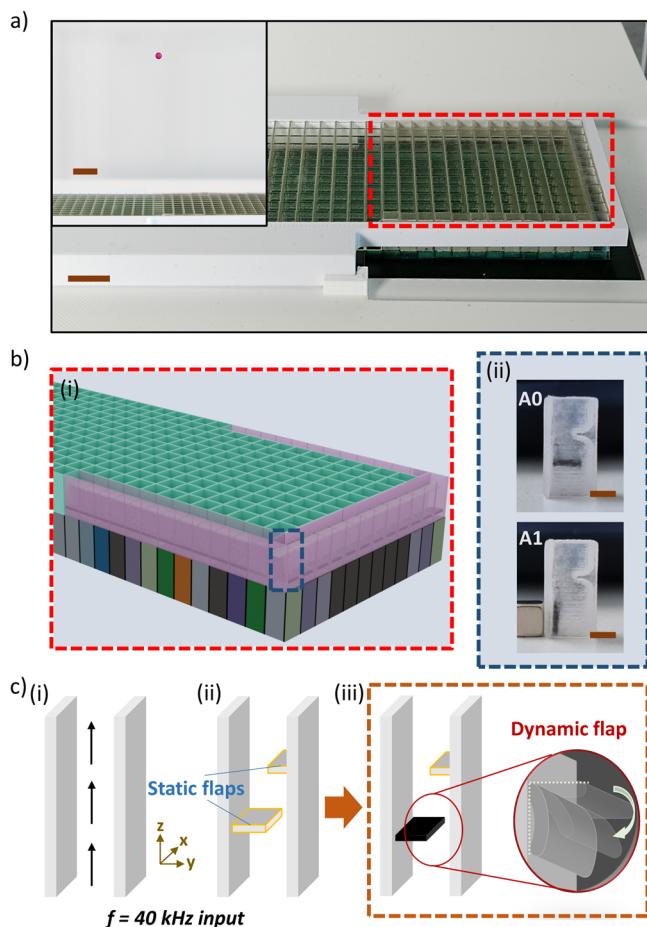 a)
b)
(i)
(ii)
A0
A1
c)
(i)
(ii)
(iii)
Dynamic flap
Static flaps
z
x
y
f = 40 kHz input